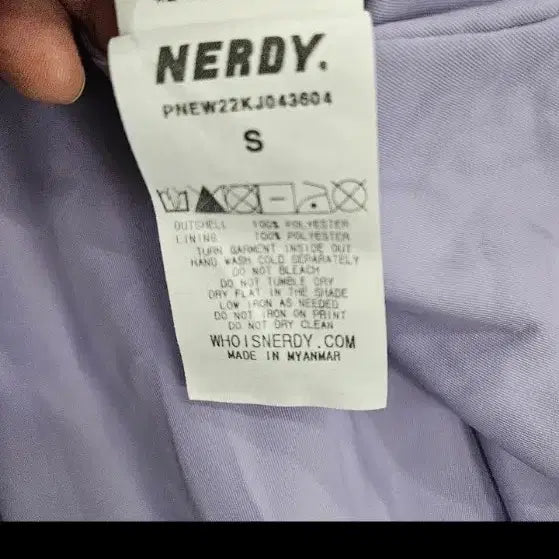 NERDY.
PNEW22KJ043604
S
OUTSHELL 100% POLYESTER
LINING 100% POLYESTER
TURN GARMENT INSIDE OUT
HAND WASH COLD SEPARATELY
DO NOT BLEACH
DO NOT TUMBLE DRY
DRY FLAT IN THE SHADE
LOW IRON AS NEEDED
DO NOT IRON ON PRINT
DO NOT DRY CLEAN
WHOISNERDY.COM
MADE IN MYANMAR